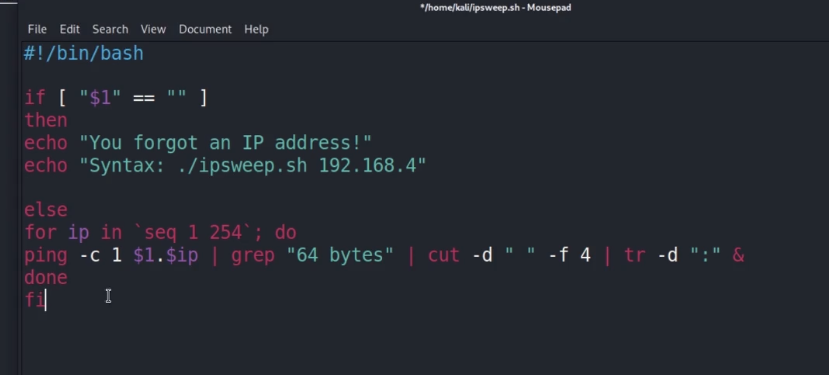 */home/kali/ipsweep.sh - Mousepad
File Edit Search View Document Help
#!/bin/bash
if [ "$1" == "" ]
then
echo "You forgot an IP address!"
echo "Syntax: ./ipsweep.sh 192.168.4"
else
for ip in `seq 1 254`; do
ping -c 1 $1.$ip | grep "64 bytes" | cut -d " " -f 4 | tr -d ":" &
done
fi